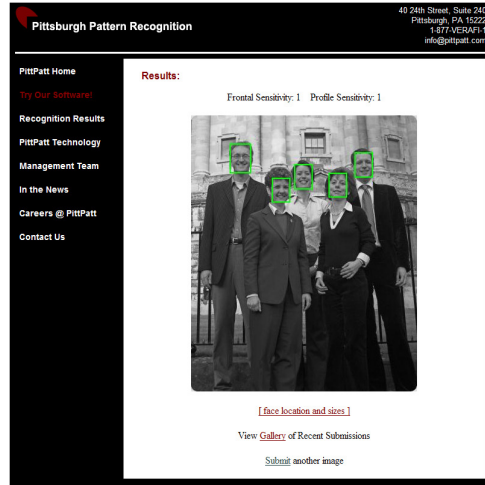 Pittsburgh Pattern Recognition
40 24th Street, Suite 240
Pittsburgh, PA 15222
1-877-VERAFI-1
info@pittpatt.com
PittPatt Home
Try Our Software!
Recognition Results
PittPatt Technology
Management Team
In the News
Careers @ PittPatt
Contact Us
Results:
Frontal Sensitivity: 1 Profile Sensitivity: 1
[ face location and sizes ]
View Gallery of Recent Submissions
Submit another image